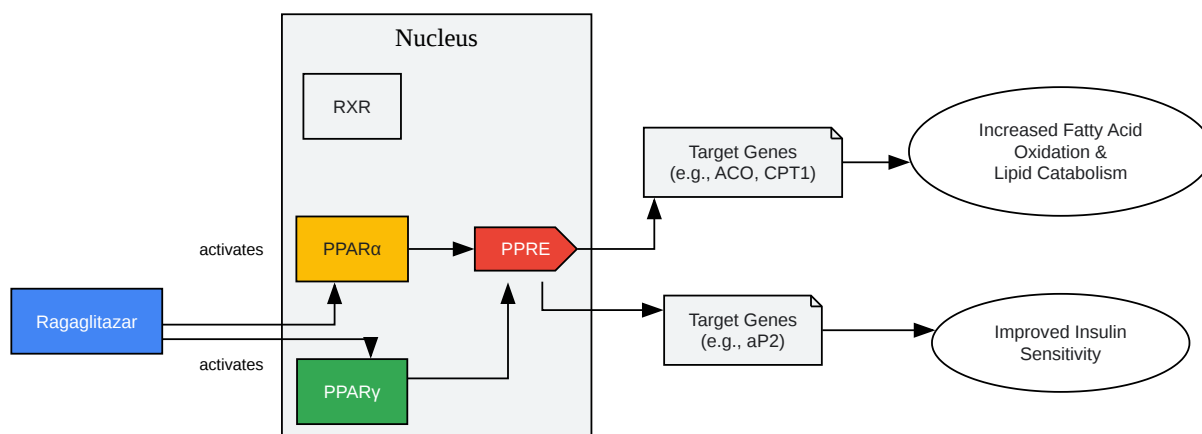 Nucleus
RXR
Target Genes
(e.g., ACO, CPT1)
Increased Fatty Acid
Oxidation &
Lipid Catabolism
activates
PPARα
PPRE
Ragaglitazar
Target Genes
(e.g., aP2)
Improved Insulin
Sensitivity
activates
PPARγ